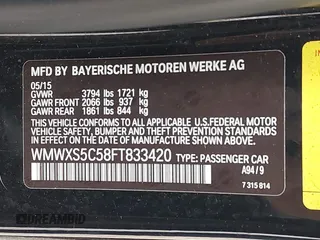 MFD BY BAYERISCHE MOTOREN WERKE AG
05/15
GVWR 3794 lbs 1721 kg
GAWR FRONT 2066 lbs 937 kg
GAWR REAR 1861 lbs 844 kg
THIS VEHICLE CONFORMS TO ALL APPLICABLE U.S.FEDERAL
MOTOR VEHICLE SAFETY, BUMPER, AND THEFT PREVENTION
STANDARDS IN EFFECT ON THE DATE OF MANUFACTURE
SHOWN ABOVE.
WMWXS5C58FT833420 TYPE: PASSENGER CAR
A94/9
7 315 814
DREAMBID